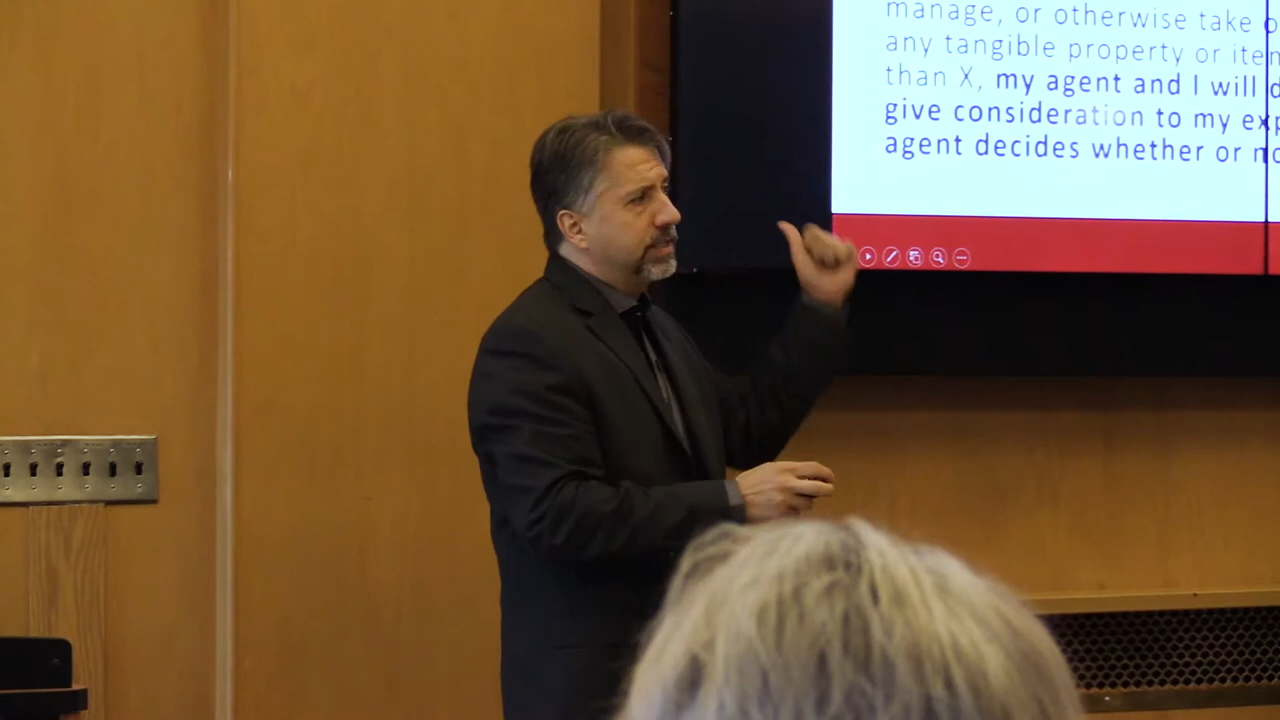 manage, or otherwise take
any tangible property or
than X, my agent and I will
give consideration to my
agent decides whether or